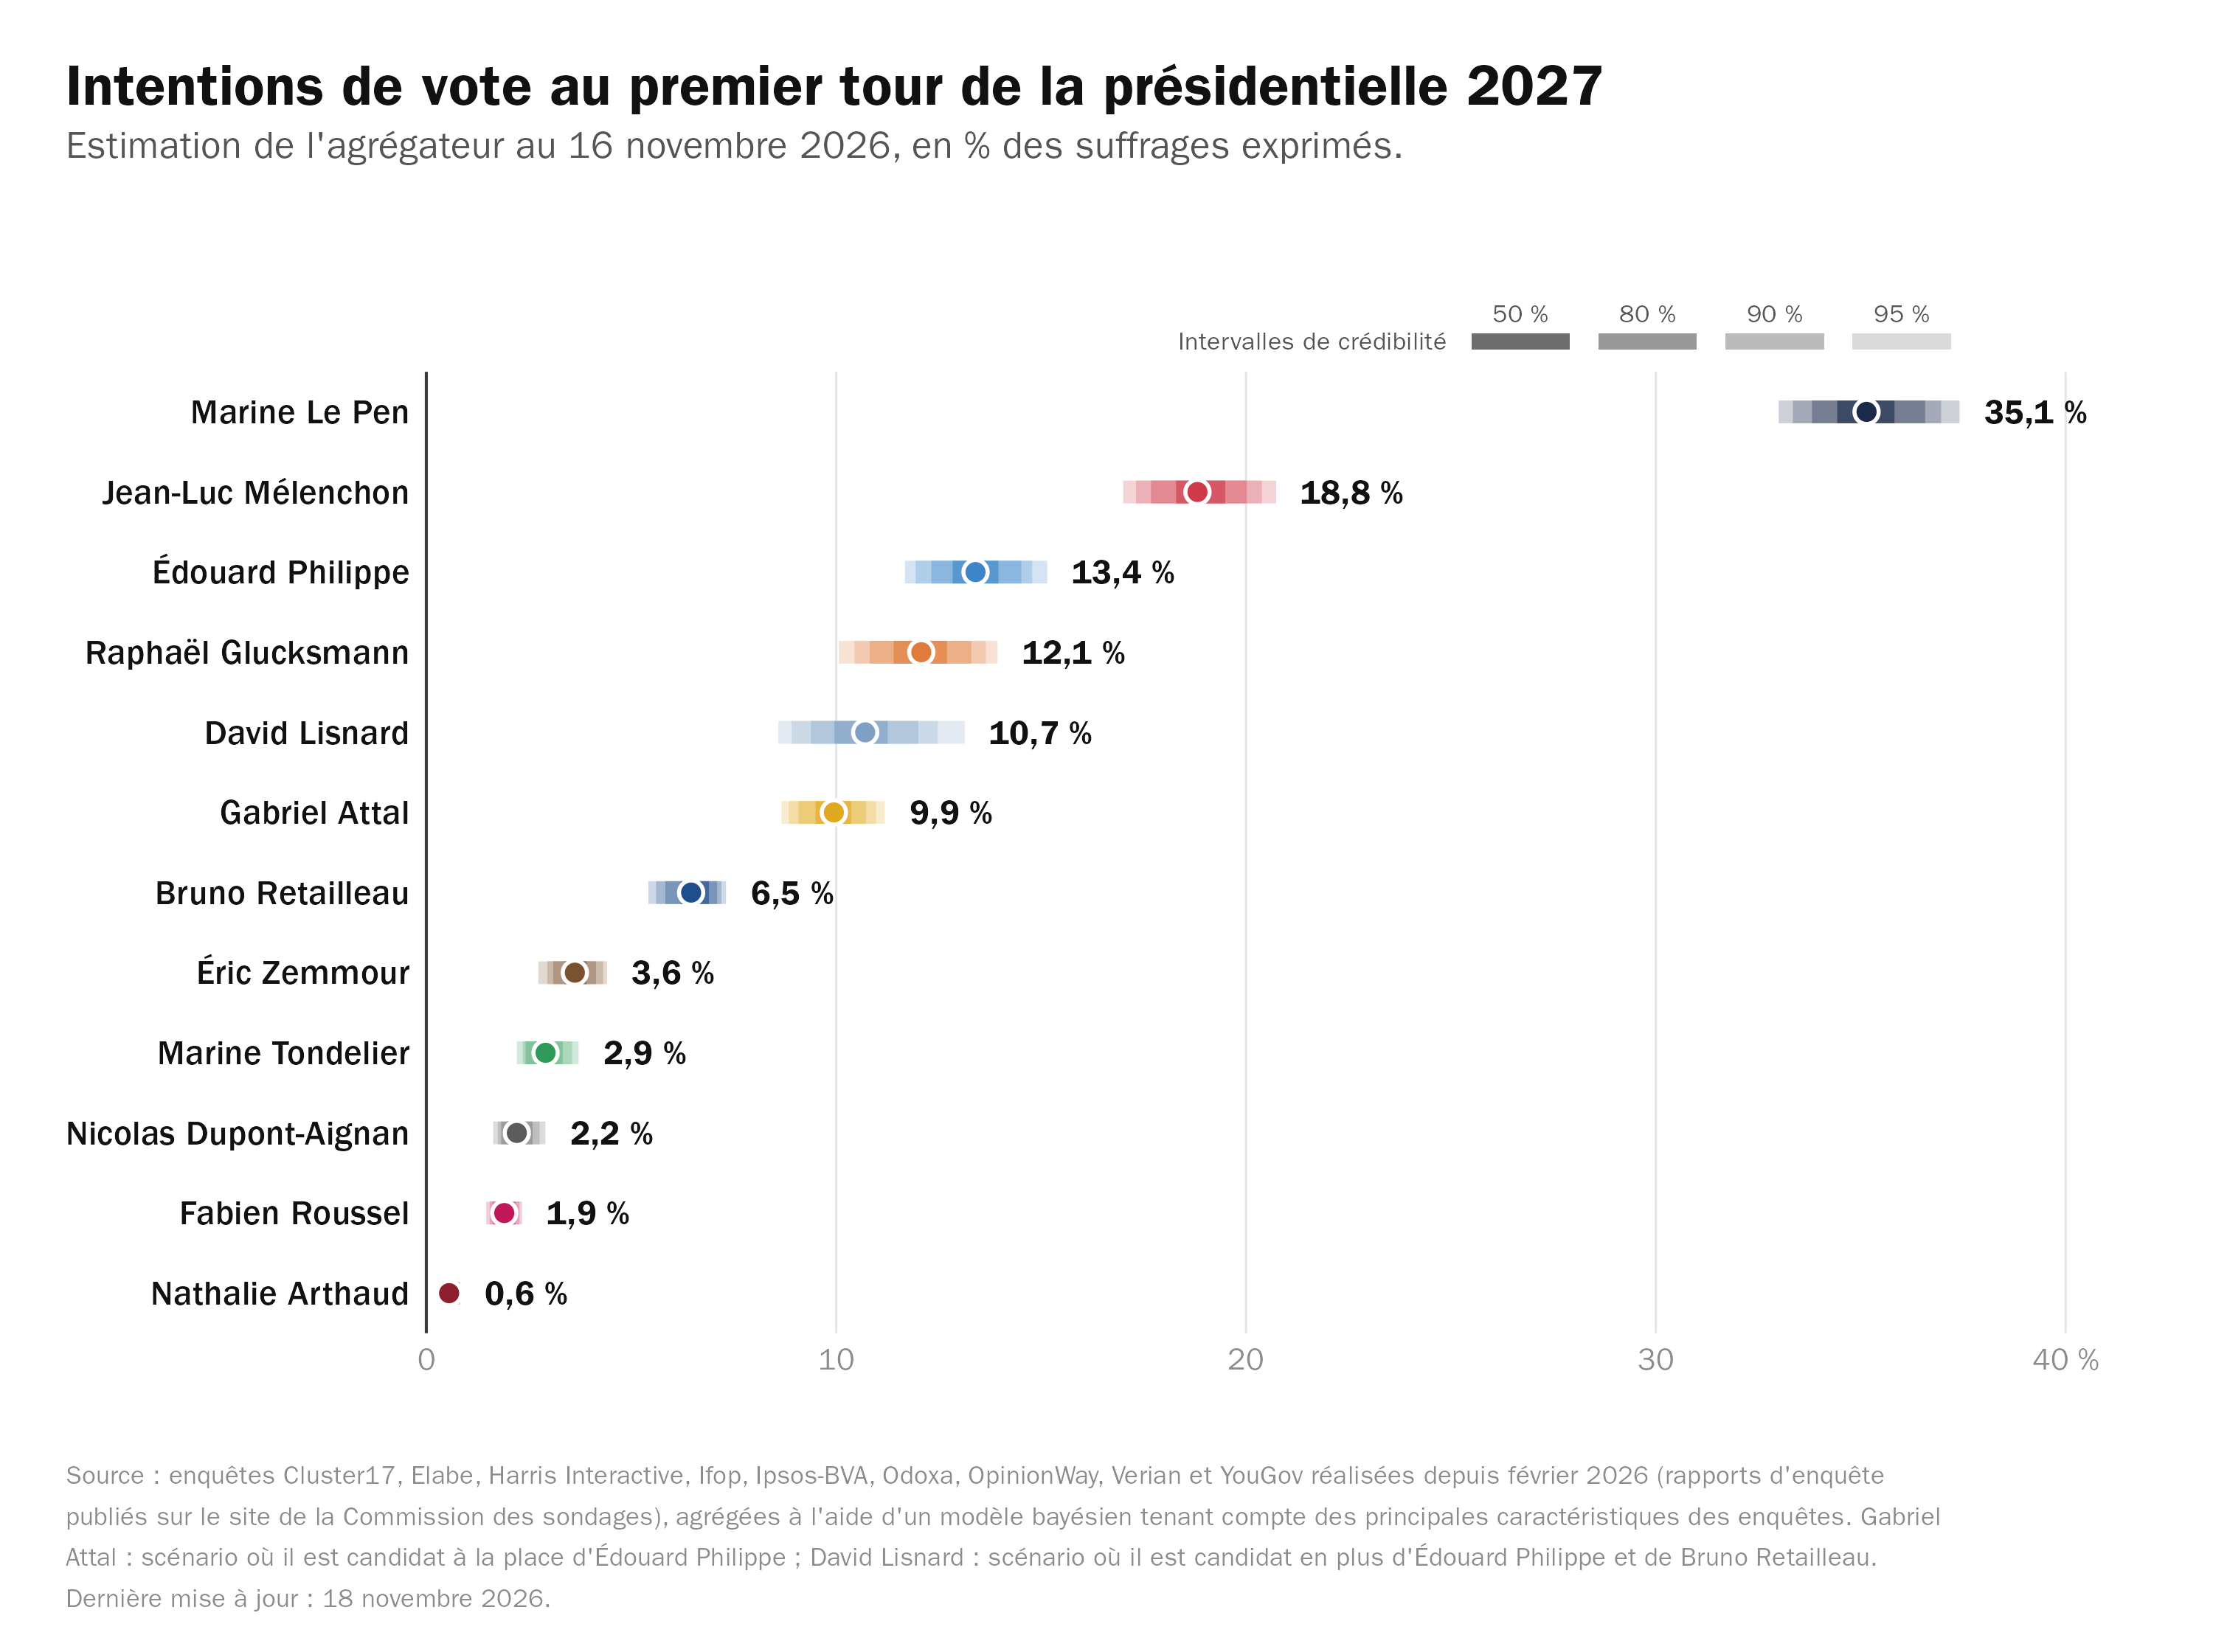 Intentions de vote au premier tour de la présidentielle 2027
Estimation de l'agrégateur au 16 novembre 2026, en % des suffrages exprimés.
Intervalles de crédibilité 50 % 80 % 90 % 95 %
Marine Le Pen 35,1 %
Jean-Luc Mélenchon 18,8 %
Édouard Philippe 13,4 %
Raphaël Glucksmann 12,1 %
David Lisnard 10,7 %
Gabriel Attal 9,9 %
Bruno Retailleau 6,5 %
Éric Zemmour 3,6 %
Marine Tondelier 2,9 %
Nicolas Dupont-Aignan 2,2 %
Fabien Roussel 1,9 %
Nathalie Arthaud 0,6 %
0 10 20 30 40 %
Source : enquêtes Cluster17, Elabe, Harris Interactive, Ifop, Ipsos-BVA, Odoxa, OpinionWay, Verian et YouGov réalisées depuis février 2026 (rapports d'enquête
publiés sur le site de la Commission des sondages), agrégées à l'aide d'un modèle bayésien tenant compte des principales caractéristiques des enquêtes. Gabriel
Attal : scénario où il est candidat à la place d'Édouard Philippe ; David Lisnard : scénario où il est candidat en plus d'Édouard Philippe et de Bruno Retailleau.
Dernière mise à jour : 18 novembre 2026.